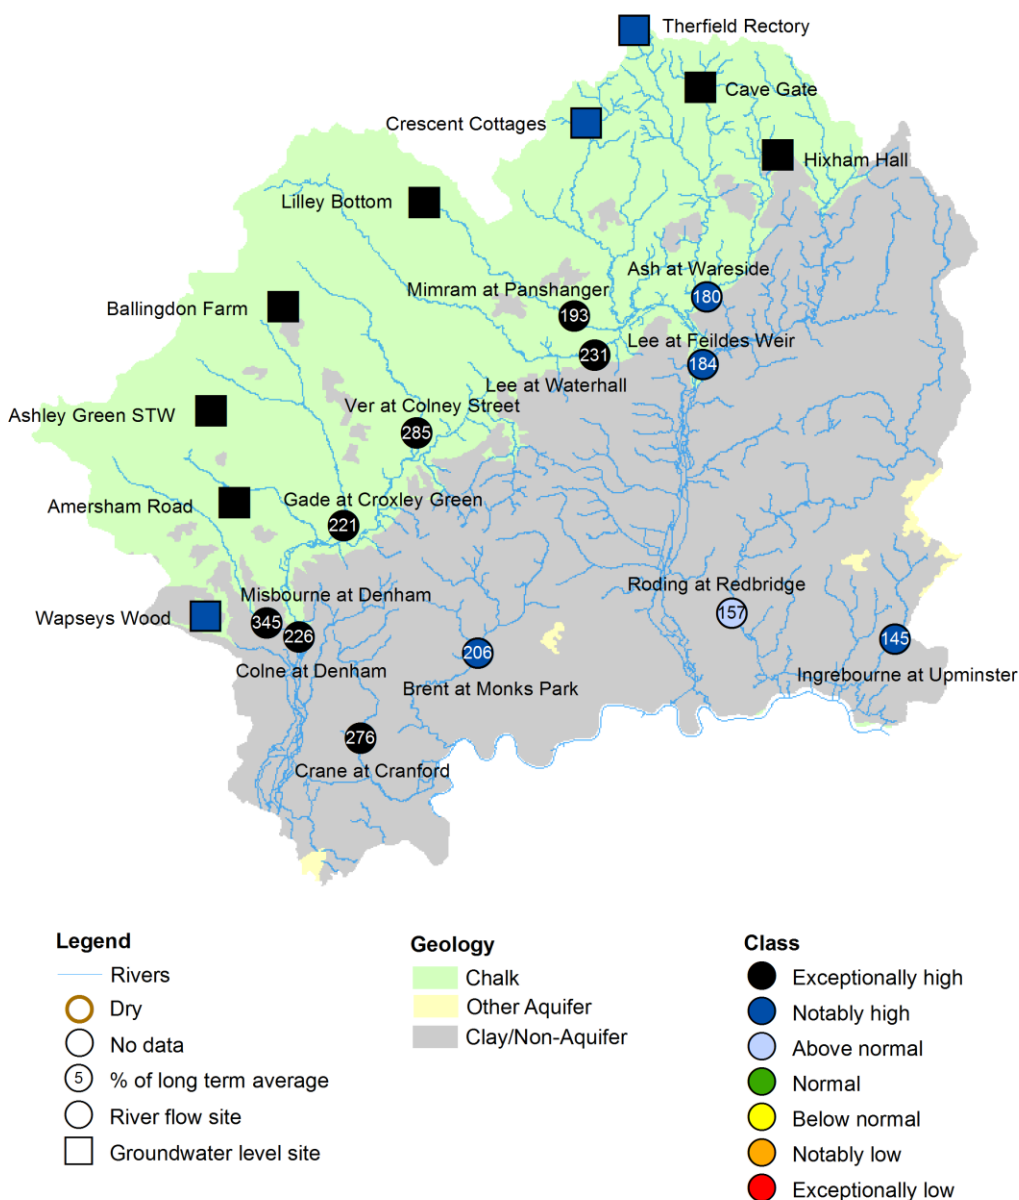 Therfield Rectory
Cave Gate
Crescent Cottages
Hixham Hall
Lilley Bottom
Ash at Wareside
180
Mimram at Panshanger
193
Ballingdon Farm
Lee at Feildes Weir
184
231
Lee at Waterhall
Ver at Colney Street
285
Ashley Green STW
Gade at Croxley Green
221
Amersham Road
Roding at Redbridge
157
Misbourne at Denham
Wapseys Wood
345
226
206
145
Colne at Denham
Ingrebourne at Upminster
Brent at Monks Park
276
Crane at Cranford
Legend
Rivers
Dry
No data
5 % of long term average
River flow site
Groundwater level site
Geology
Chalk
Other Aquifer
Clay/Non-Aquifer
Class
Exceptionally high
Notably high
Above normal
Normal
Below normal
Notably low
Exceptionally low